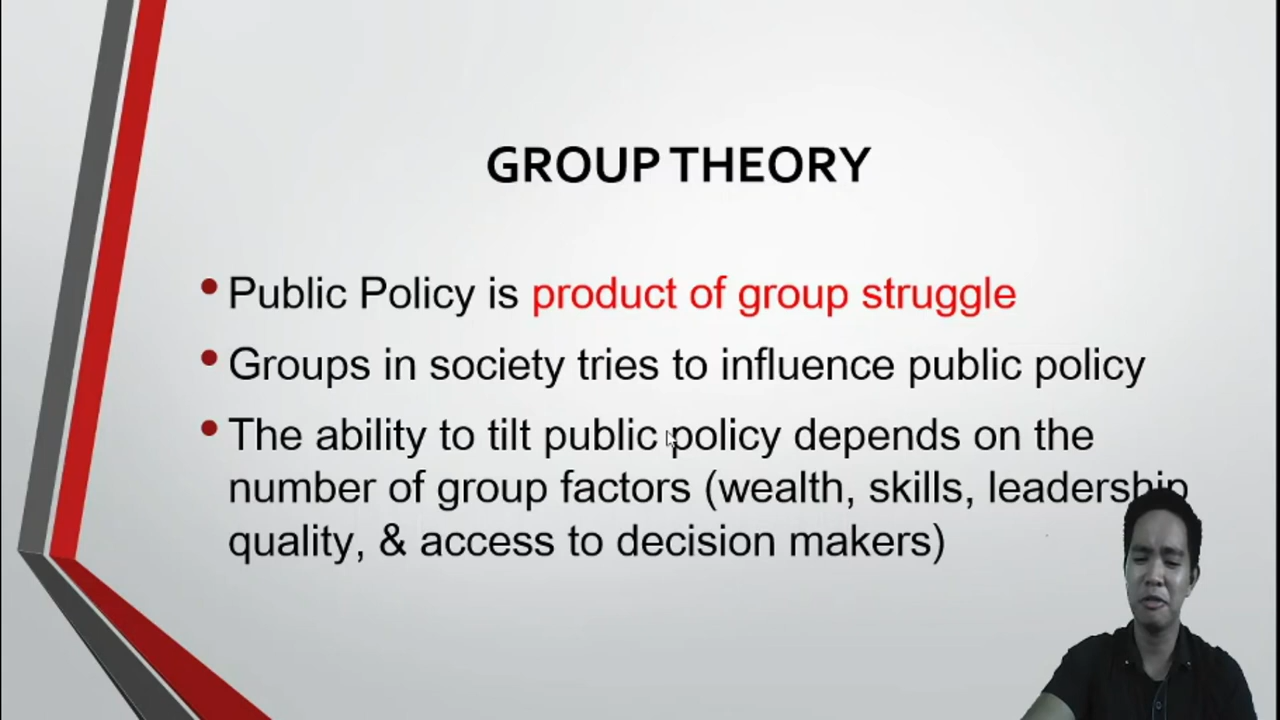 GROUP THEORY
• Public Policy is product of group struggle
• Groups in society tries to influence public policy
• The ability to tilt public policy depends on the
number of group factors (wealth, skills, leadership
quality, & access to decision makers)